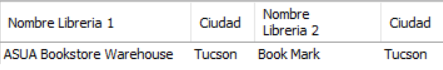 Nombre Libreria 1 Ciudad Nombre Libreria 2 Ciudad
ASUA Bookstore Warehouse Tucson Book Mark Tucson